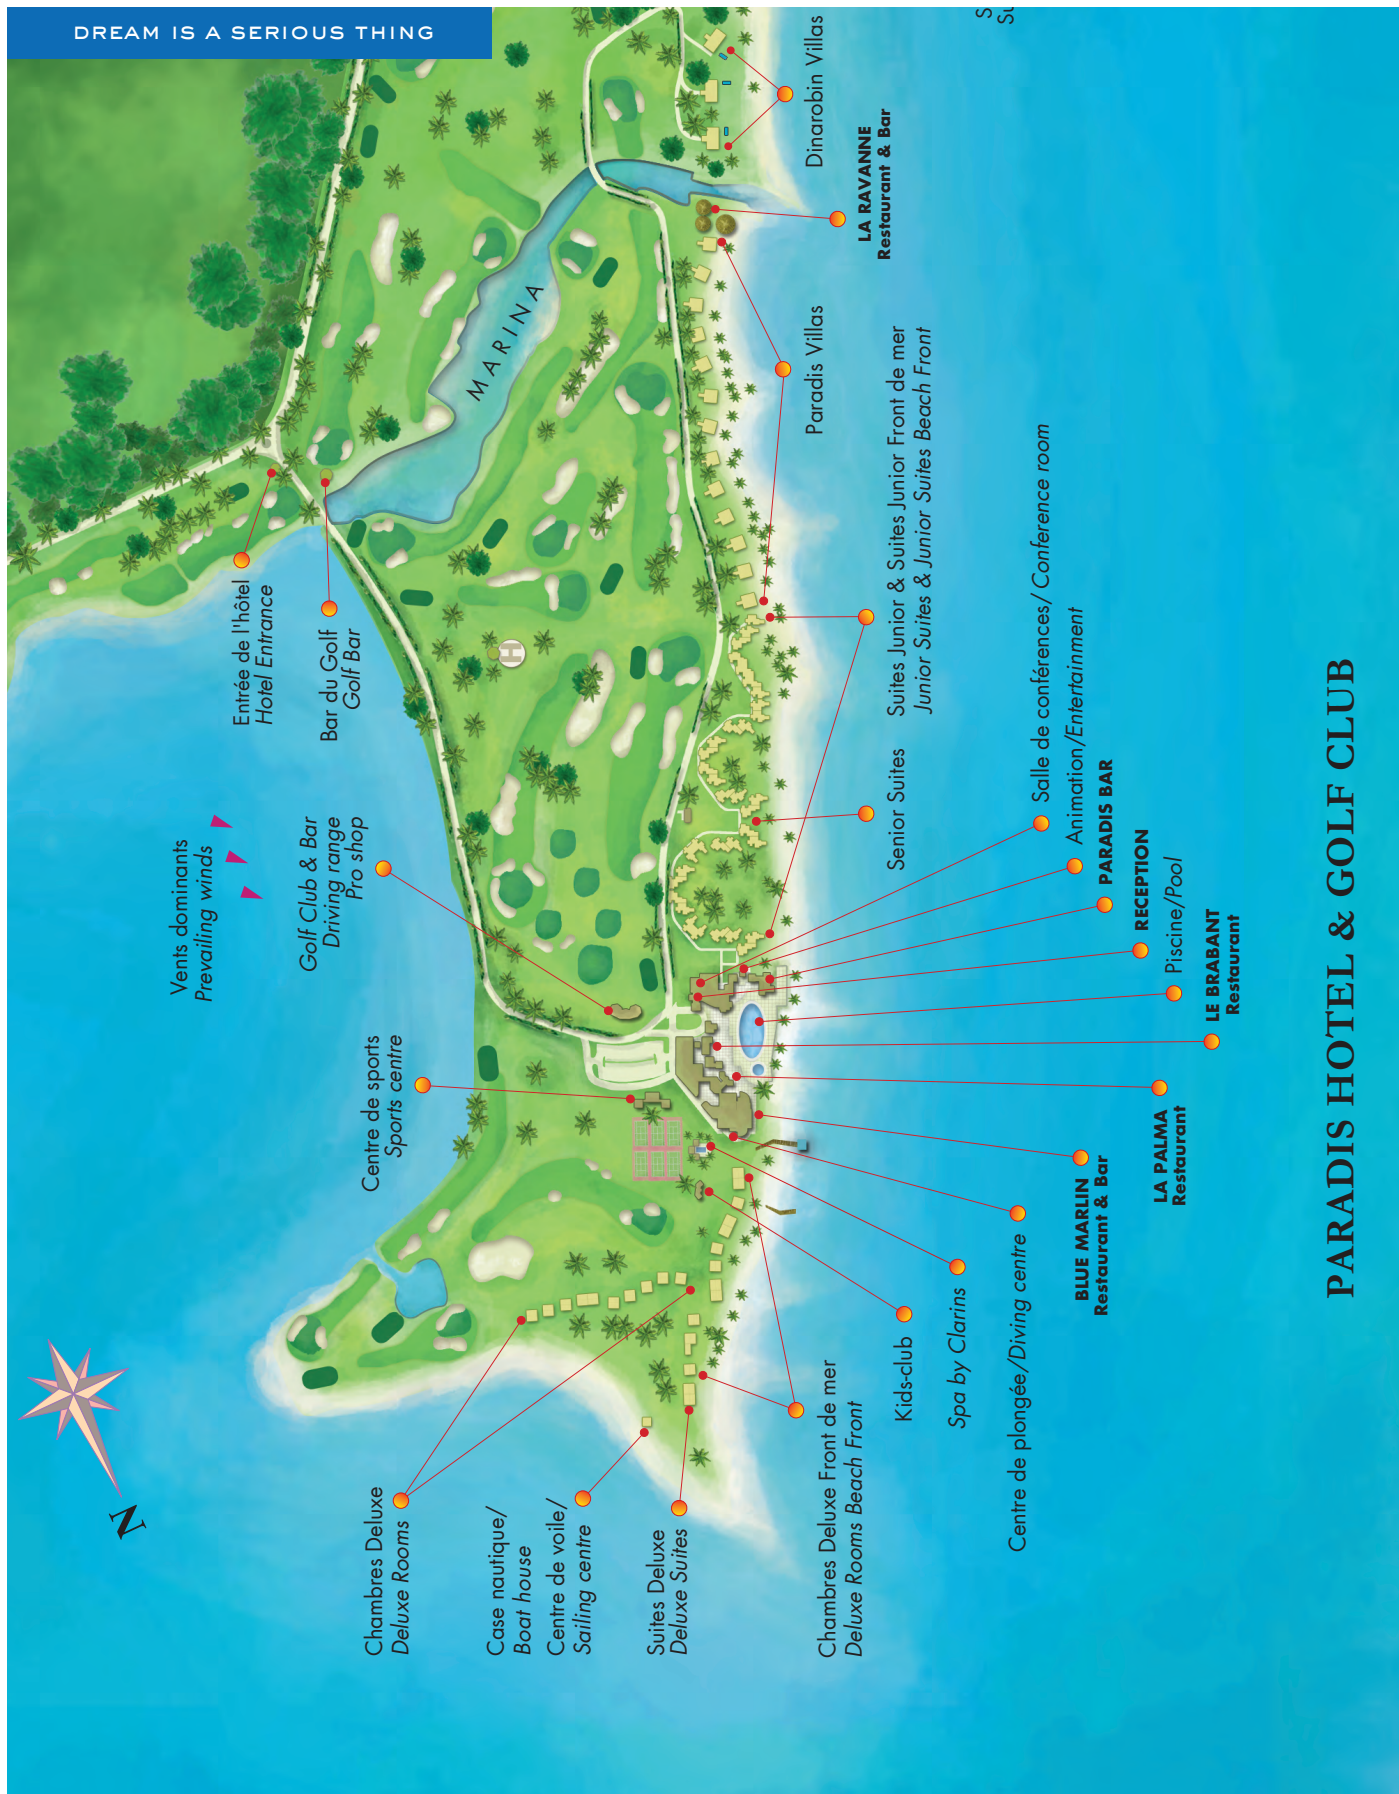 DREAM IS A SERIOUS THING
Dinarobin Villas
LA RAVANNE
Restaurant & Bar
MARINA
Paradis Villas
Suites Junior & Suites Junior Front de mer
Junior Suites & Junior Suites Beach Front
Entrée de l'hôtel
Hotel Entrance
Bar du Golf
Golf Bar
H
Senior Suites
Salle de conférences/ Conference room
Animation/Entertainment
PARADIS BAR
RECEPTION
Piscine/Pool
LE BRABANT
Restaurant
LA PALMA
Restaurant
BLUE MARLIN
Restaurant & Bar
Vents dominants
Prevailing winds
Golf Club & Bar
Driving range
Pro shop
Centre de sports
Sports centre
Centre de plongée/Diving centre
Spa by Clarins
Kids-club
Chambres Deluxe Front de mer
Deluxe Rooms Beach Front
Suites Deluxe
Deluxe Suites
Case nautique/
Boat house
Centre de voile/
Sailing centre
Chambres Deluxe
Deluxe Rooms
N
PARADIS HOTEL & GOLF CLUB